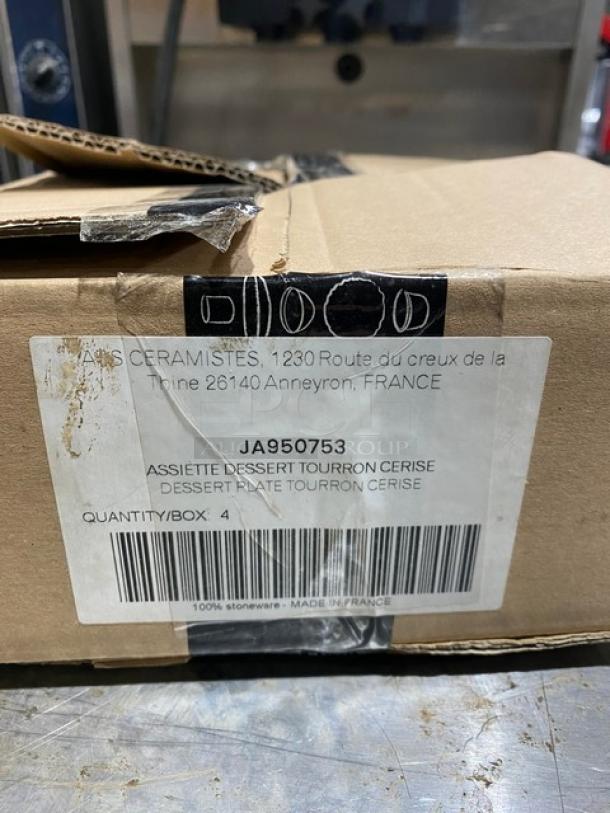 CERAMISTES, 1230 Route du creux de la
Thine 26140 Anneyron, FRANCE
JA950753
ASSIETTE DESSERT TOURRON CERISE
DESSERT PLATE TOURRON CERISE
QUANTITY/BOX: 4
100% stoneware - MADE IN FRANCE